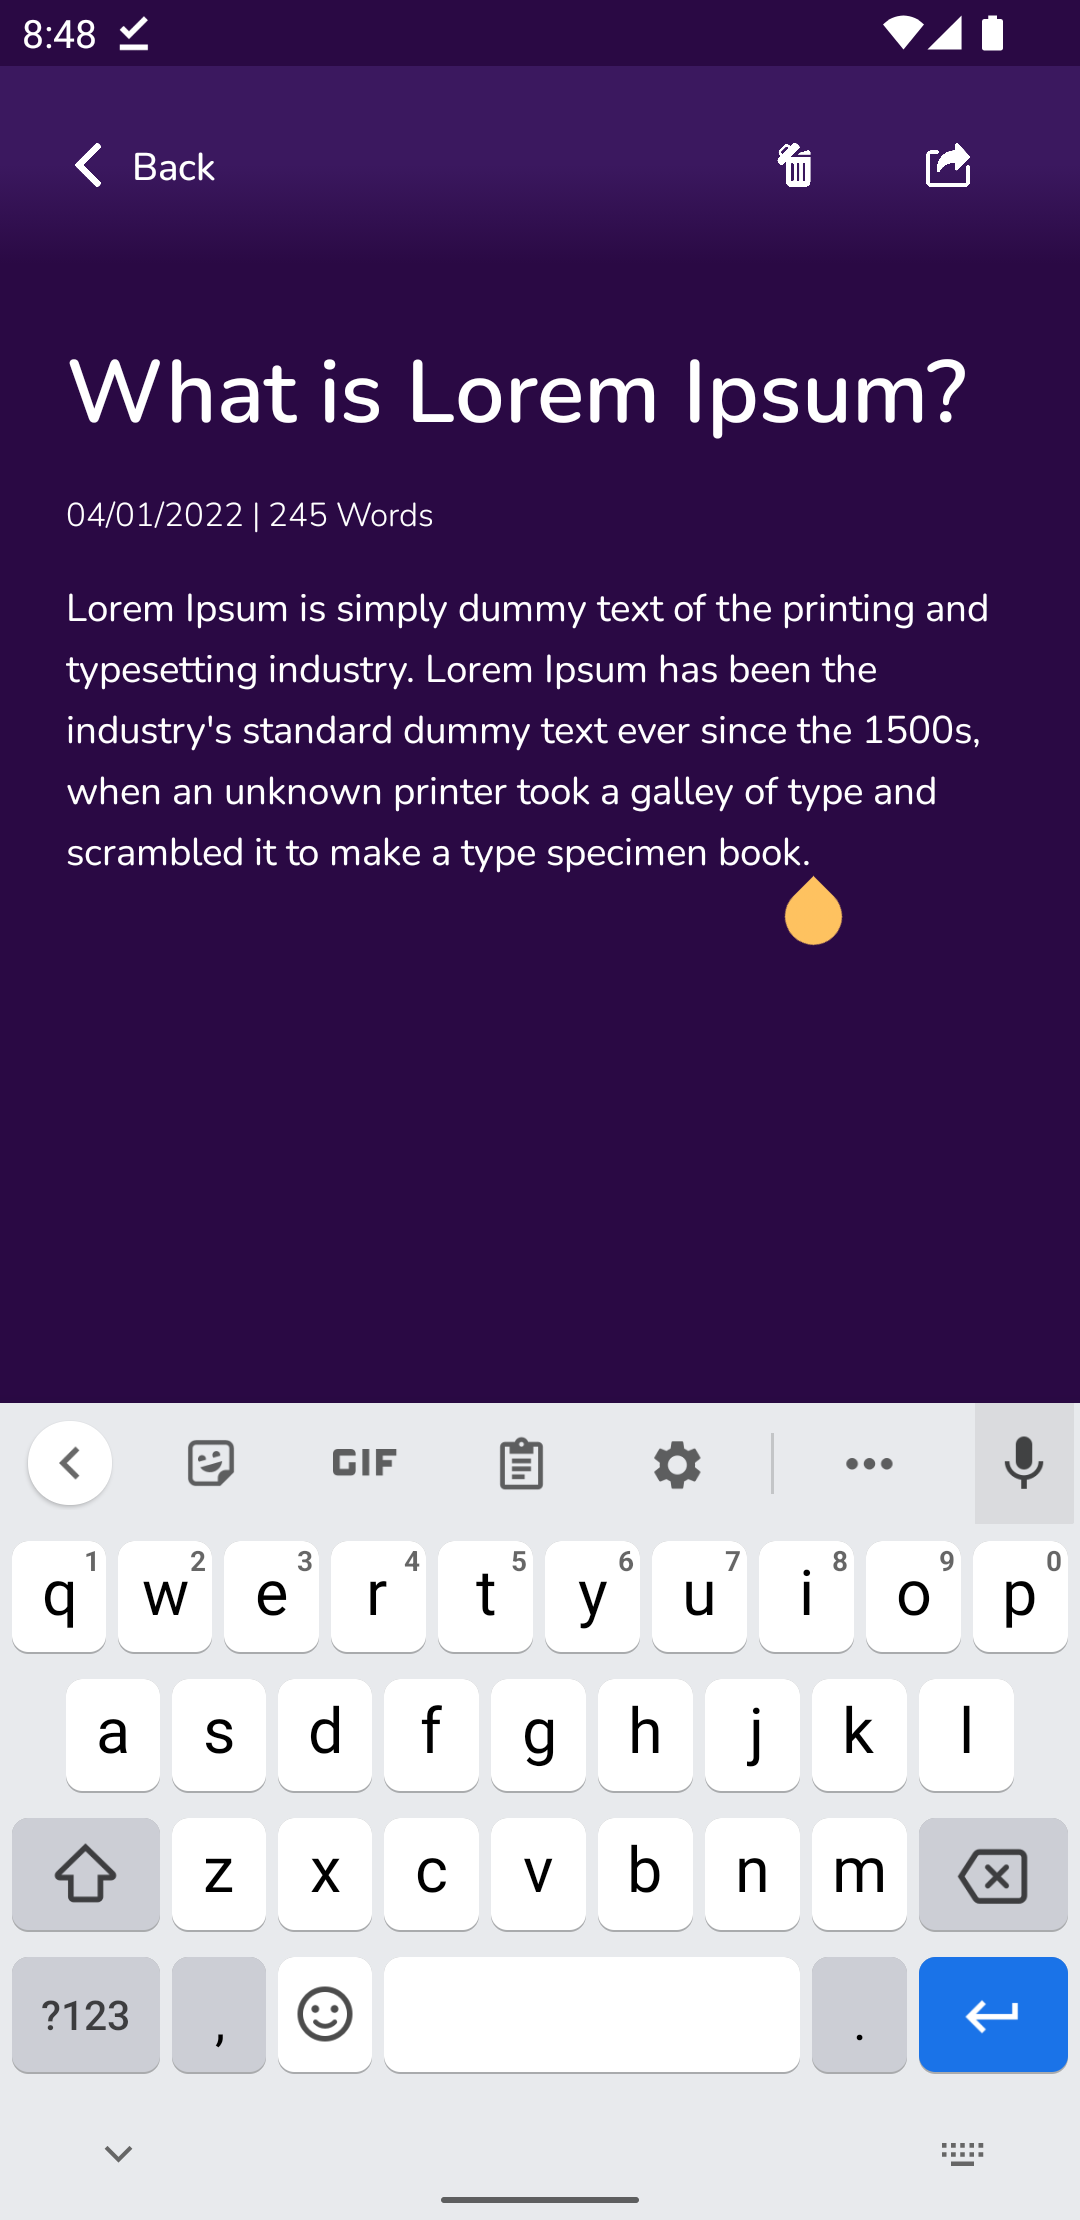 8:48
Back
What is Lorem Ipsum?
04/01/2022 | 245 Words
Lorem Ipsum is simply dummy text of the printing and
typesetting industry. Lorem Ipsum has been the
industry's standard dummy text ever since the 1500s,
when an unknown printer took a galley of type and
scrambled it to make a type specimen book.
GIF
q 1 w 2 e 3 r 4 t 5 y 6 u 7 i 8 o 9 p 0
a s d f g h j k l
z x c v b n m
?123 , .